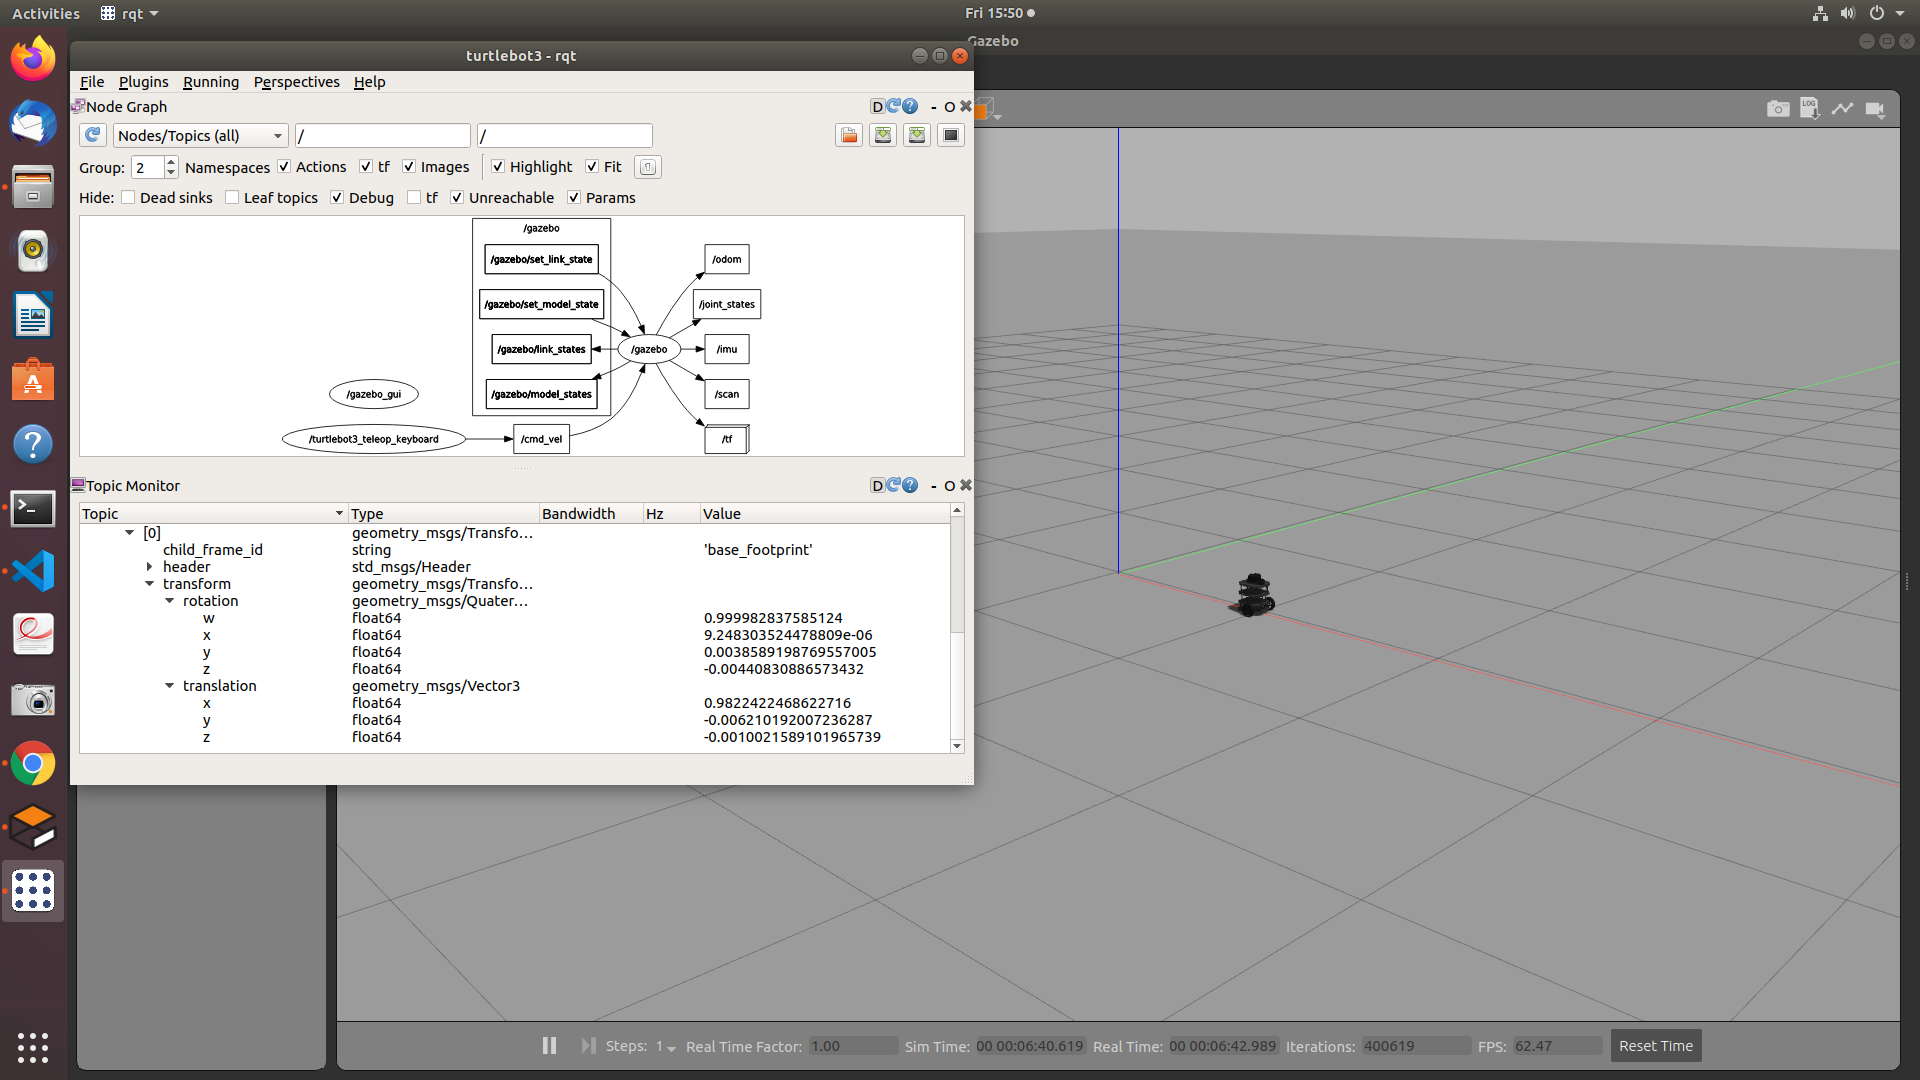 Activities rqt Fri 15:50
Gazebo
turtlebot3 - rqt
File Plugins Running Perspectives Help
Node Graph D ? - O
Nodes/Topics (all) / /
Group: 2 Namespaces Actions tf Images Highlight Fit
Hide: Dead sinks Leaf topics Debug tf Unreachable Params
/gazebo
/gazebo/set_link_state /odom
/gazebo/set_model_state /joint_states
/gazebo/link_states /gazebo /imu
/gazebo_gui /gazebo/model_states /scan
/turtlebot3_teleop_keyboard /cmd_vel /tf
Topic Monitor D ? - O
Topic Type Bandwidth Hz Value
[0] geometry_msgs/Transfo...
child_frame_id string 'base_footprint'
header std_msgs/Header
transform geometry_msgs/Transfo...
rotation geometry_msgs/Quater...
w float64 0.999982837585124
x float64 9.248303524478809e-06
y float64 0.0038589198769557005
z float64 -0.00440830886573432
translation geometry_msgs/Vector3
x float64 0.9822422468622716
y float64 -0.006210192007236287
z float64 -0.0010021589101965739
LOG
Steps: 1 Real Time Factor: 1.00 Sim Time: 00 00:06:40.619 Real Time: 00 00:06:42.989 Iterations: 400619 FPS: 62.47 Reset Time